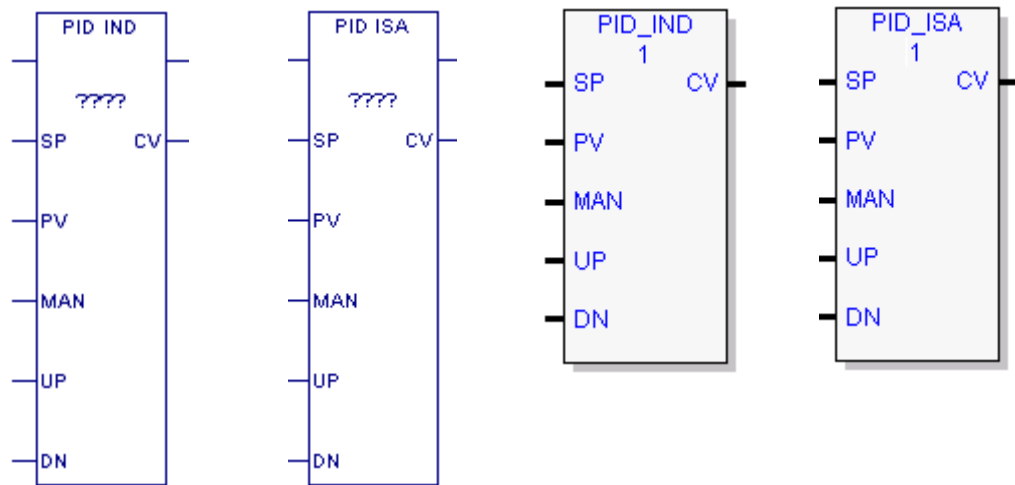 PID IND
????
SP CV
PV
MAN
UP
DN
PID ISA
????
SP CV
PV
MAN
UP
DN
PID_IND
1
SP CV
PV
MAN
UP
DN
PID_ISA
1
SP CV
PV
MAN
UP
DN